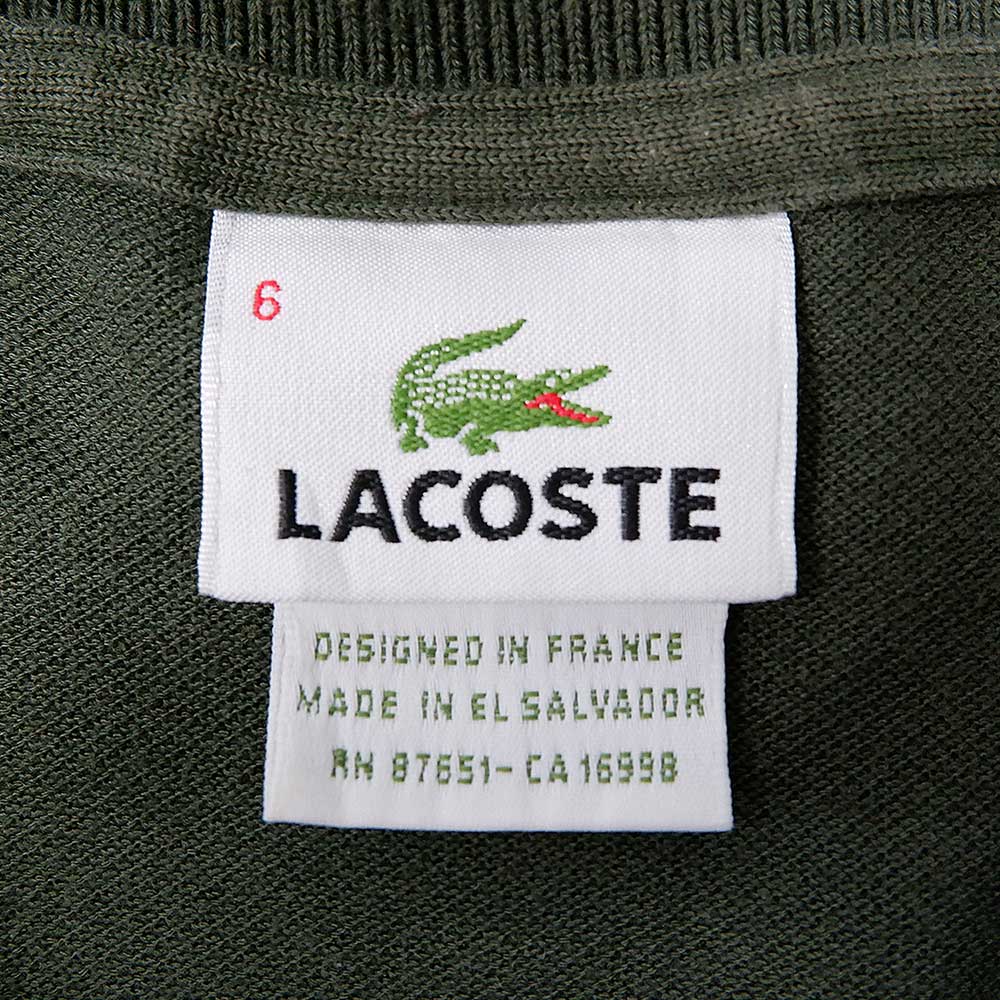 6
LACOSTE
DESIGNED IN FRANCE
MADE IN EL SALVADOR
RN 87651-CA 16998